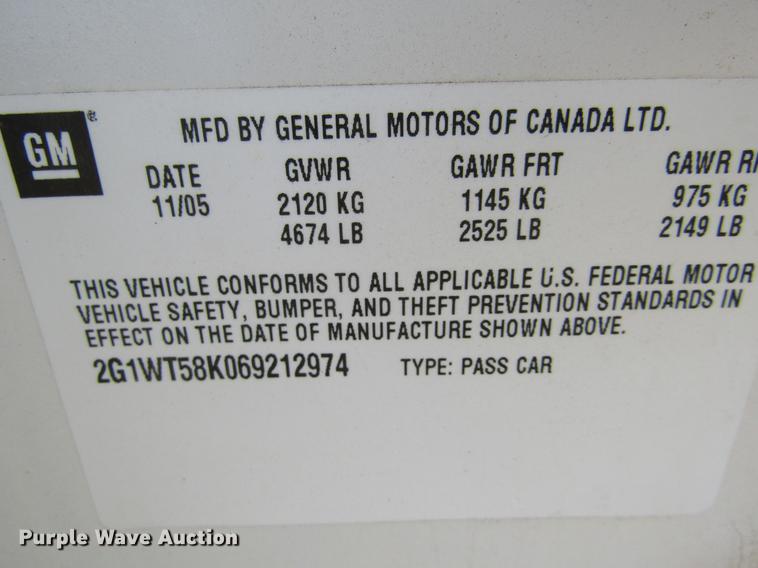 GM
MFD BY GENERAL MOTORS OF CANADA LTD.
DATE GVWR GAWR FRT GAWR
11/05 2120 KG 1145 KG 975 KG
4674 LB 2525 LB 2149 LB
THIS VEHICLE CONFORMS TO ALL APPLICABLE U.S. FEDERAL MOTOR
VEHICLE SAFETY, BUMPER, AND THEFT PREVENTION STANDARDS IN
EFFECT ON THE DATE OF MANUFACTURE SHOWN ABOVE.
2G1WT58K069212974 TYPE: PASS CAR
Purple Wave Auction